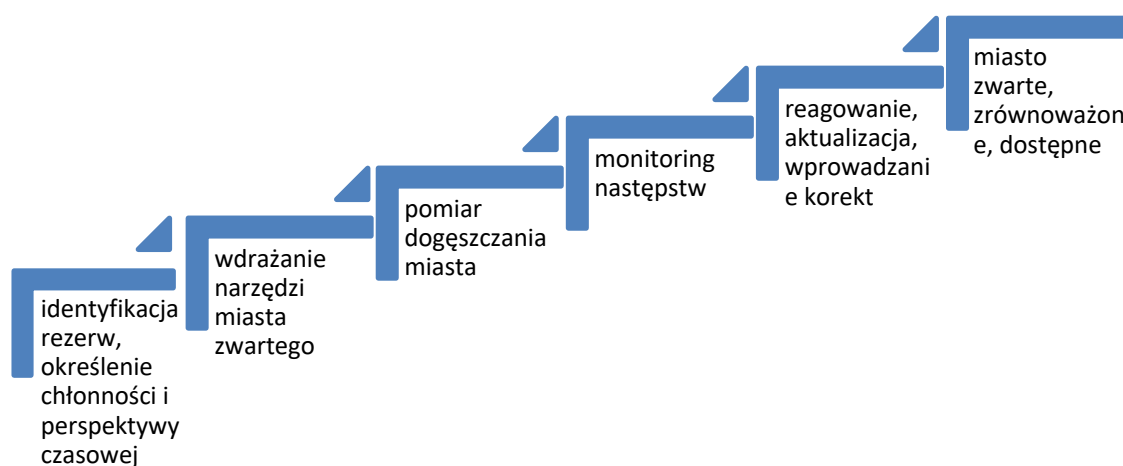 identyfikacja
rezerw,
określenie
chłonności i
perspektywy
czasowej
wdrażanie
narzędzi
miasta
zwartego
pomiar
dogęszczania
miasta
monitoring
następstw
reagowanie,
aktualizacja,
wprowadzani
e korekt
miasto
zwarte,
zrównoważon
e, dostępne